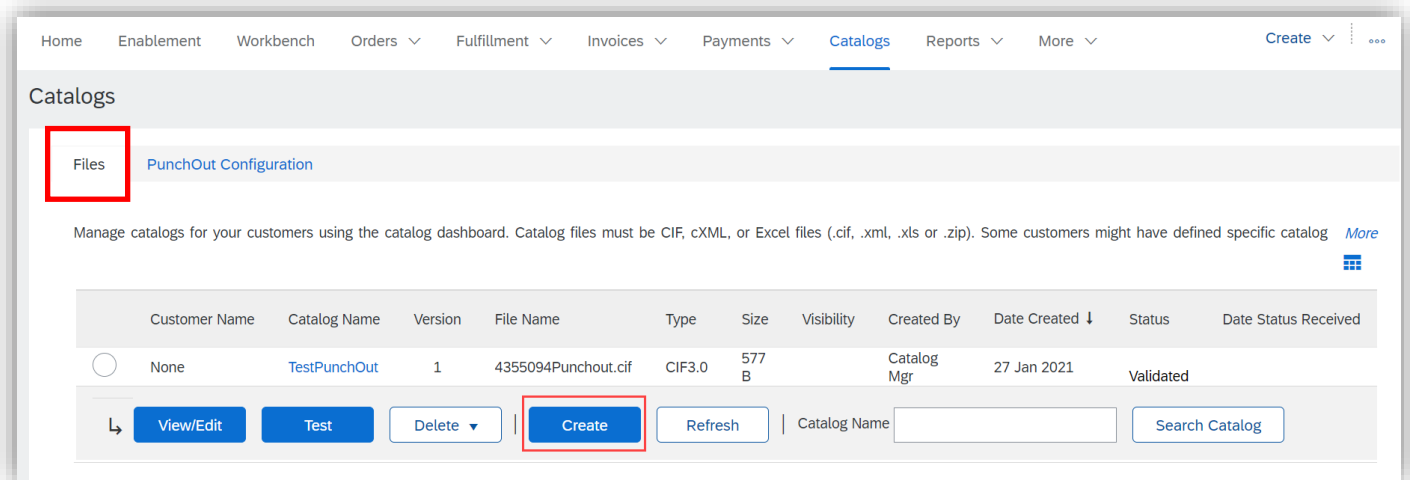 Home Enablement Workbench Orders Fulfillment Invoices Payments Catalogs Reports More Create
Catalogs
Files PunchOut Configuration
Manage catalogs for your customers using the catalog dashboard. Catalog files must be CIF, cXML, or Excel files (.cif, .xml, .xls or .zip). Some customers might have defined specific catalog More
Customer Name Catalog Name Version File Name Type Size Visibility Created By Date Created ↓ Status Date Status Received
None TestPunchOut 1 4355094Punchout.cif CIF3.0 577 B Catalog Mgr 27 Jan 2021 Validated
View/Edit Test Delete | Create Refresh | Catalog Name Search Catalog